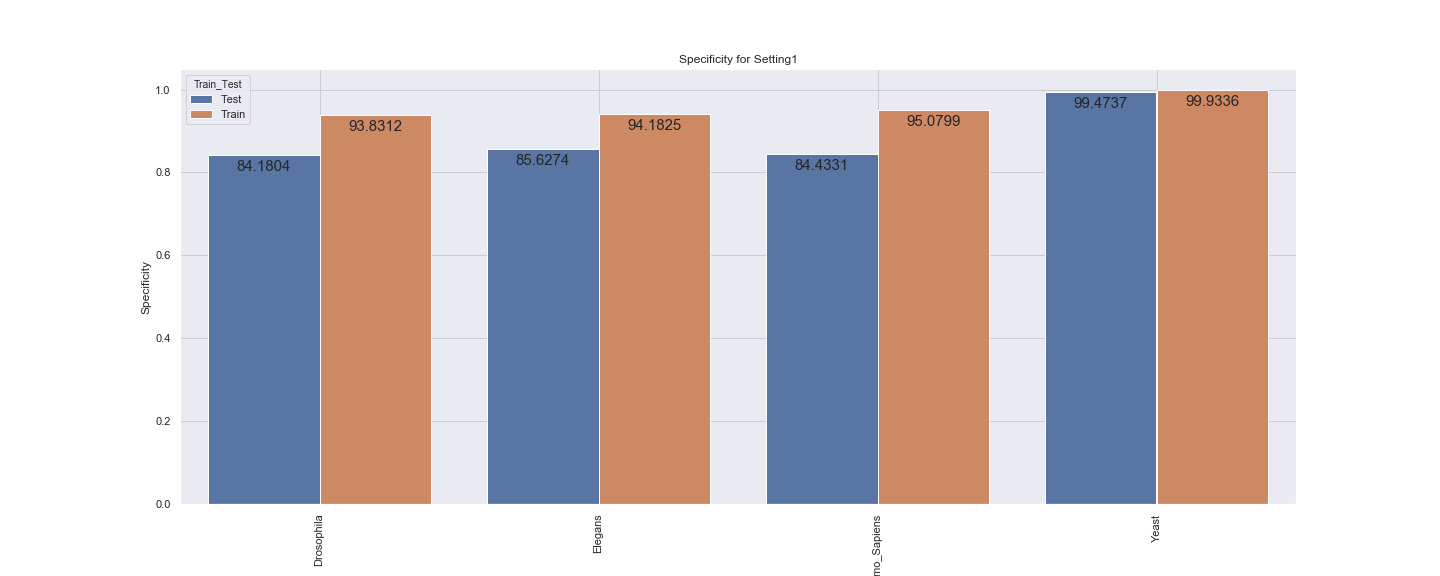 Specificity for Setting1
Train_Test
Test
Train
1.0
0.8
0.6
0.4
0.2
0.0
Specificity
84.1804
93.8312
85.6274
94.1825
84.4331
95.0799
99.4737
99.9336
Drosophila
Elegans
mo_Sapiens
Yeast